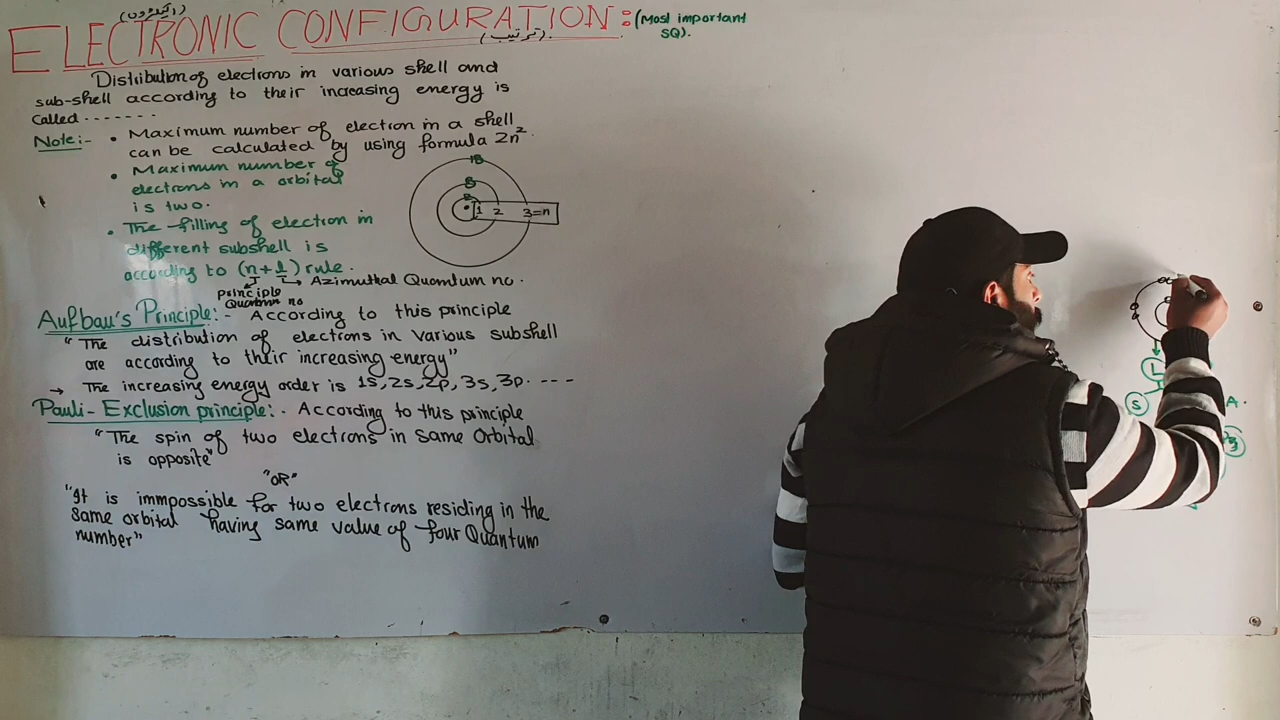 (الیکٹرون)
ELECTRONIC CONFIGURATION: (Most important
SQ).
(ترتیب)
Distribution of electrons in various shell and
sub-shell according to their increasing energy is
called -------
Note:- • Maximum number of electron in a shell
can be calculated by using formula 2n².
• Maximum number of
electrons in a orbital
is two.
• The filling of electron in
different subshell is
according to (n+l) rule.
Azimuthal Quantum no.
Principle
Quantum no
18
8
2
1 2 3=n
Aufbau's Principle:- According to this principle
"The distribution of electrons in various subshell
are according to their increasing energy"
→ The increasing energy order is 1s, 2s, 2p, 3s, 3p. ---
Pauli-Exclusion principle:- According to this principle
"The spin of two electrons in same Orbital
is opposite"
"OR"
"It is immpossible for two electrons residing in the
same orbital having same value of four Quantum
number"
L
S
A.